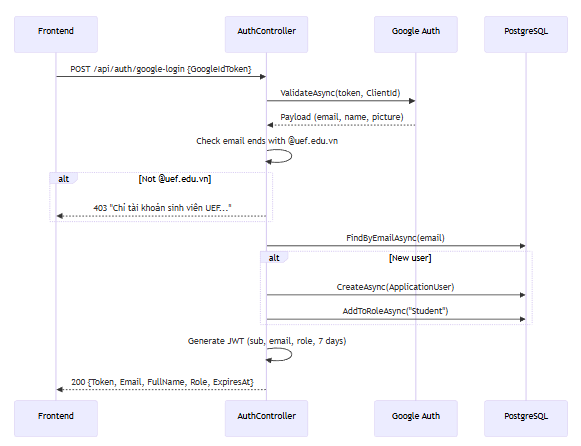 Frontend
AuthController
Google Auth
PostgreSQL
POST /api/auth/google-login {GoogleIdToken}
ValidateAsync(token, ClientId)
Payload (email, name, picture)
Check email ends with @uef.edu.vn
alt
[Not @uef.edu.vn]
403 "Chỉ tài khoản sinh viên UEF..."
FindByEmailAsync(email)
alt
[New user]
CreateAsync(ApplicationUser)
AddToRoleAsync("Student")
Generate JWT (sub, email, role, 7 days)
200 {Token, Email, FullName, Role, ExpiresAt}
Frontend
AuthController
Google Auth
PostgreSQL